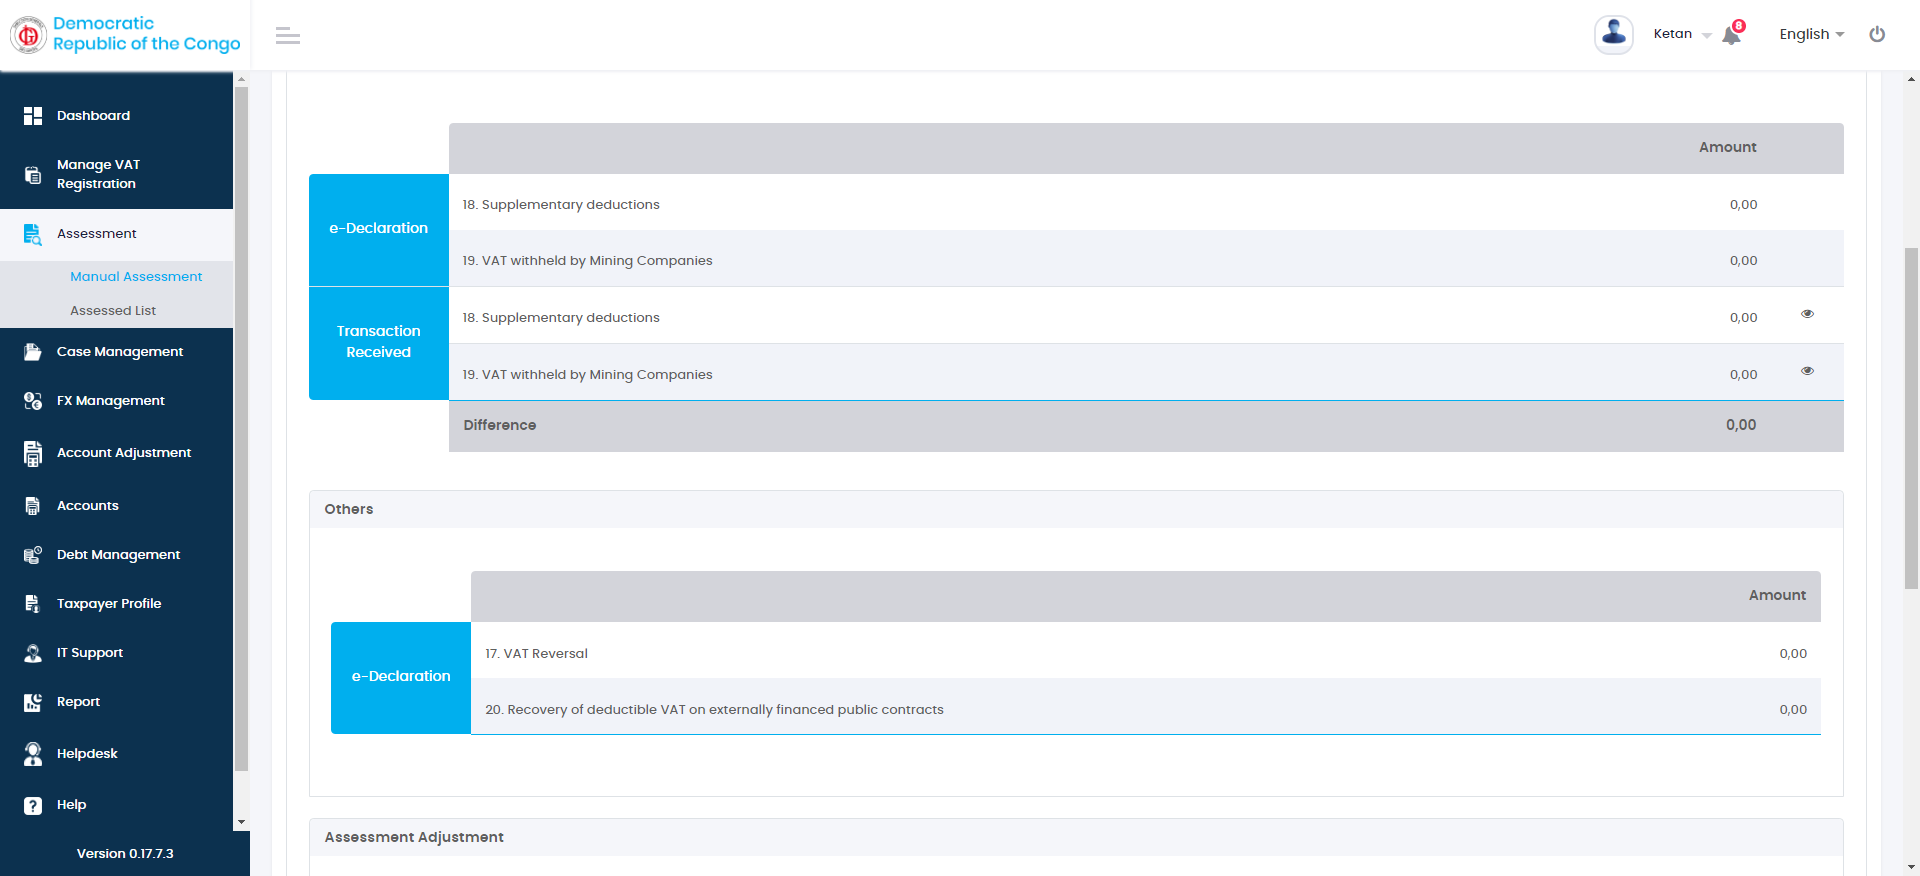 Democratic
Republic of the Congo
Ketan
8
English
Dashboard
Manage VAT
Registration
Assessment
Manual Assessment
Assessed List
Case Management
FX Management
Account Adjustment
Accounts
Debt Management
Taxpayer Profile
IT Support
Report
Helpdesk
Help
Version 0.17.7.3
Amount
e-Declaration
18. Supplementary deductions 0,00
19. VAT withheld by Mining Companies 0,00
Transaction
Received
18. Supplementary deductions 0,00
19. VAT withheld by Mining Companies 0,00
Difference 0,00
Others
Amount
e-Declaration
17. VAT Reversal 0,00
20. Recovery of deductible VAT on externally financed public contracts 0,00
Assessment Adjustment